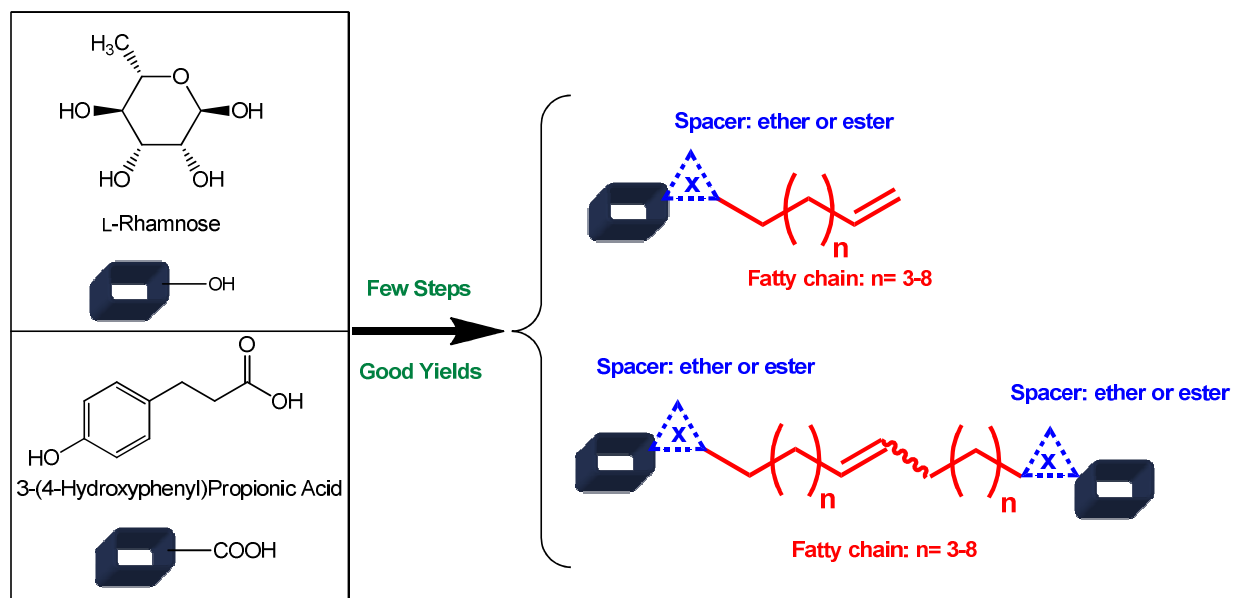 H3C
O
HO
OH
HO
OH
L-Rhamnose
OH
O
OH
HO
3-(4-Hydroxyphenyl)Propionic Acid
COOH
Few Steps
Good Yields
Spacer: ether or ester
x
n
Fatty chain: n= 3-8
Spacer: ether or ester
Spacer: ether or ester
x
x
n
n
Fatty chain: n= 3-8